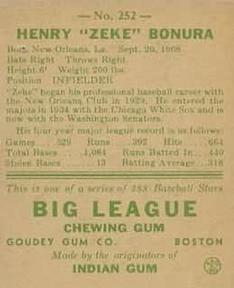 — No. 252 —
HENRY "ZEKE" BONURA
Born New Orleans, La. Sept. 20, 1908
Bats Right Throws Right
Height 6' Weight 200 lbs.
Position INFIELDER
"Zeke" began his professional baseball career with
the New Orleans Club in 1929. He entered the
majors in 1934 with the Chicago White Sox and is now
with the Washington Senators.
His four year major league record is as follows:
Games.... 529 Runs.... 392 Hits.... 664
Total Bases.. 1,084 Runs Batted In... 440
Stolen Bases.. 13 Batting Average.. .318
This is one of a series of 288 Baseball Stars
BIG LEAGUE
CHEWING GUM
GOUDEY GUM CO. BOSTON
Made by the originators of
INDIAN GUM